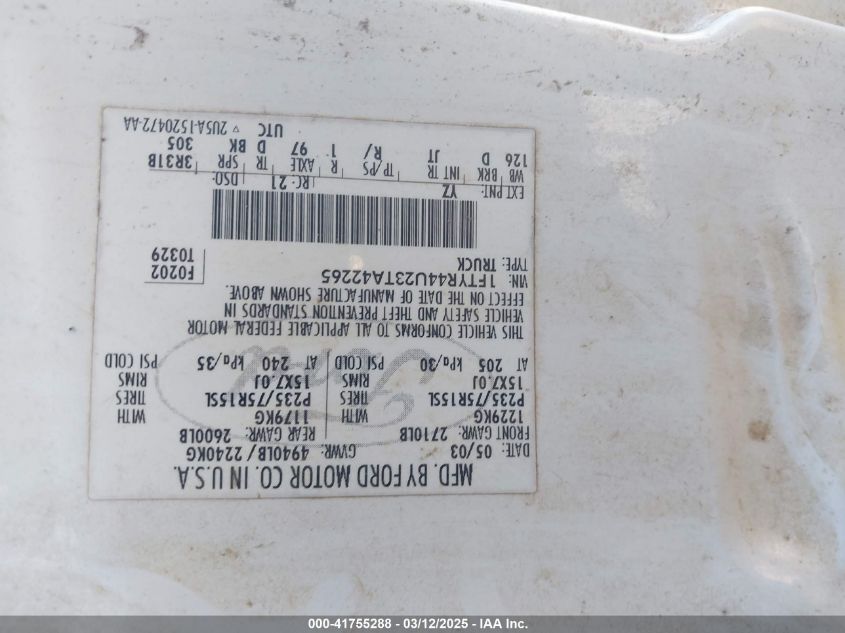 MFD. BY FORD MOTOR CO. IN U.S.A.
DATE: 05/03 GVWR: 4940LB/ 2240KG
FRONT GAWR: 2710LB REAR GAWR: 2600LB
1229KG WITH 1179KG WITH
P235/75R15SL TIRES P235/75R15SL TIRES
15X7.0J RIMS 15X7.0J RIMS
AT 205 kPa/30 PSI COLD AT 240 kPa/35 PSI COLD
THIS VEHICLE CONFORMS TO ALL APPLICABLE FEDERAL MOTOR
VEHICLE SAFETY AND THEFT PREVENTION STANDARDS IN
EFFECT ON THE DATE OF MANUFACTURE SHOWN ABOVE.
VIN: 1FTYR44U23TA42265 F0202
TYPE: TRUCK T0329
EXT PNT: YZ RC: 21 DSO:
WB BRK INT TR TP/PS R AXLE TR SPR 3R31B
126 D JT R/ 1 97 D BK 305
UTC ▽ 2U5A-1520472-AA
000-41755288 - 03/12/2025 - IAA Inc.